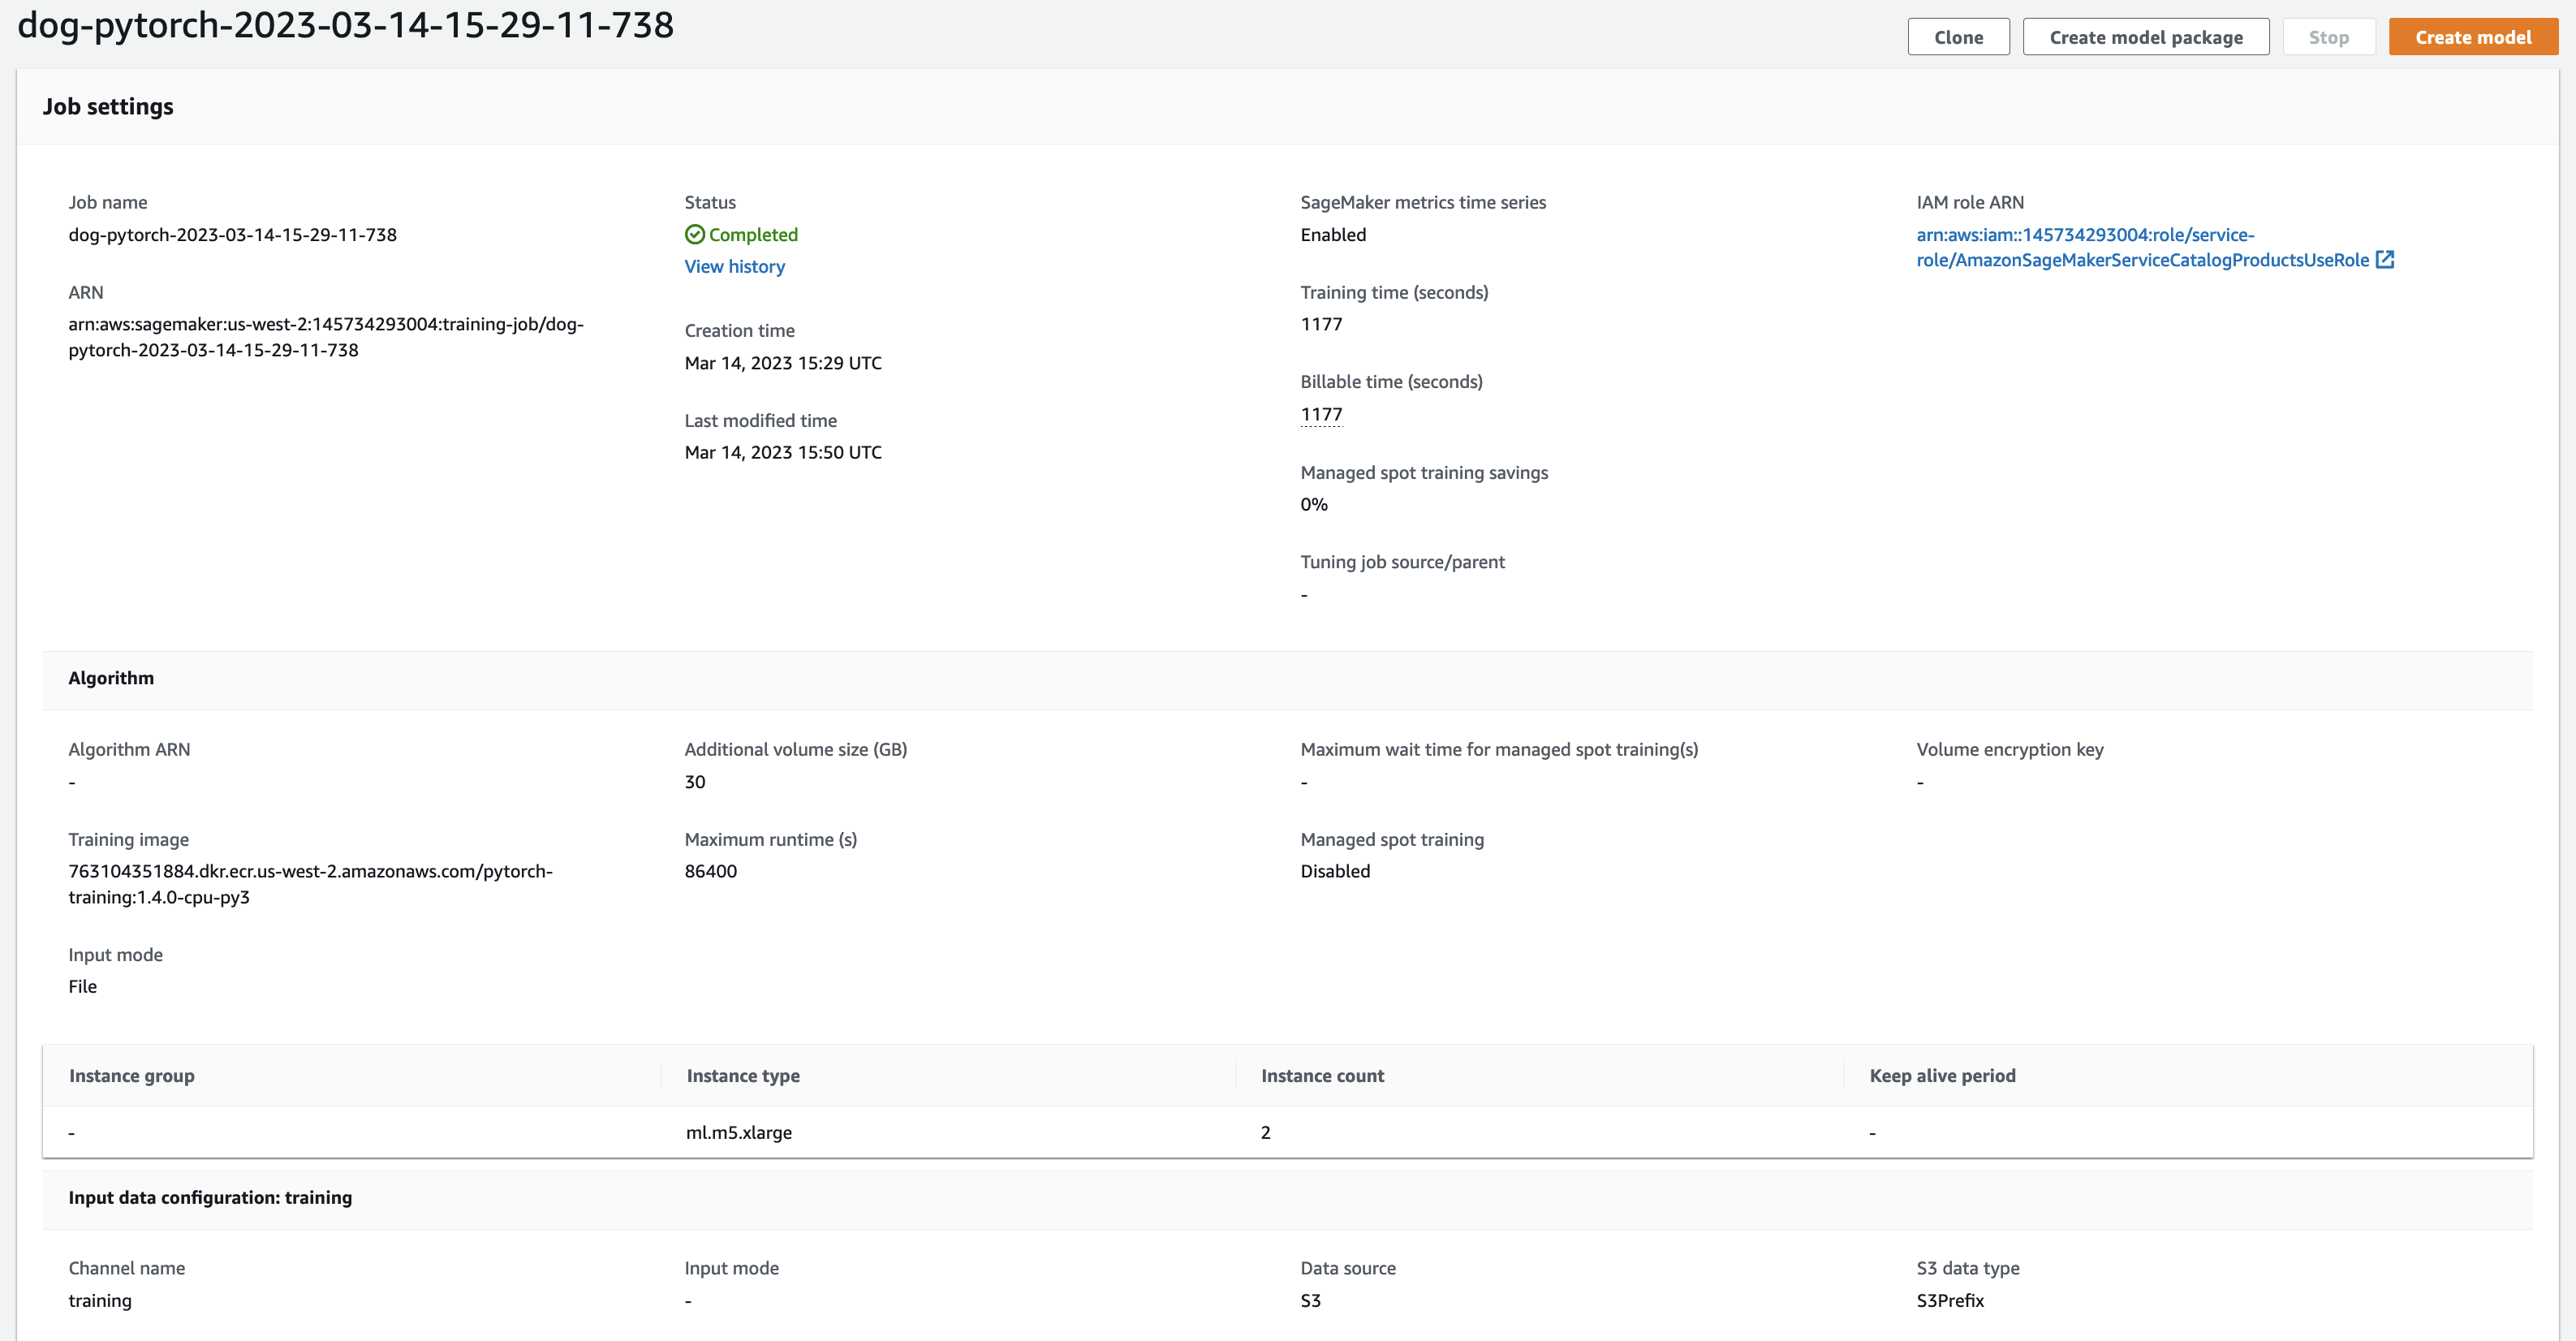 dog-pytorch-2023-03-14-15-29-11-738
Clone
Create model package
Stop
Create model
Job settings
Job name
dog-pytorch-2023-03-14-15-29-11-738
ARN
arn:aws:sagemaker:us-west-2:145734293004:training-job/dog-
pytorch-2023-03-14-15-29-11-738
Status
Completed
View history
Creation time
Mar 14, 2023 15:29 UTC
Last modified time
Mar 14, 2023 15:50 UTC
SageMaker metrics time series
Enabled
Training time (seconds)
1177
Billable time (seconds)
1177
Managed spot training savings
0%
Tuning job source/parent
-
IAM role ARN
arn:aws:iam::145734293004:role/service-
role/AmazonSageMakerServiceCatalogProductsUseRole
Algorithm
Algorithm ARN
-
Training image
763104351884.dkr.ecr.us-west-2.amazonaws.com/pytorch-
training:1.4.0-cpu-py3
Input mode
File
Additional volume size (GB)
30
Maximum runtime (s)
86400
Maximum wait time for managed spot training(s)
-
Managed spot training
Disabled
Volume encryption key
-
Instance group
Instance type
Instance count
Keep alive period
-
ml.m5.xlarge
2
-
Input data configuration: training
Channel name
training
Input mode
-
Data source
S3
S3 data type
S3Prefix